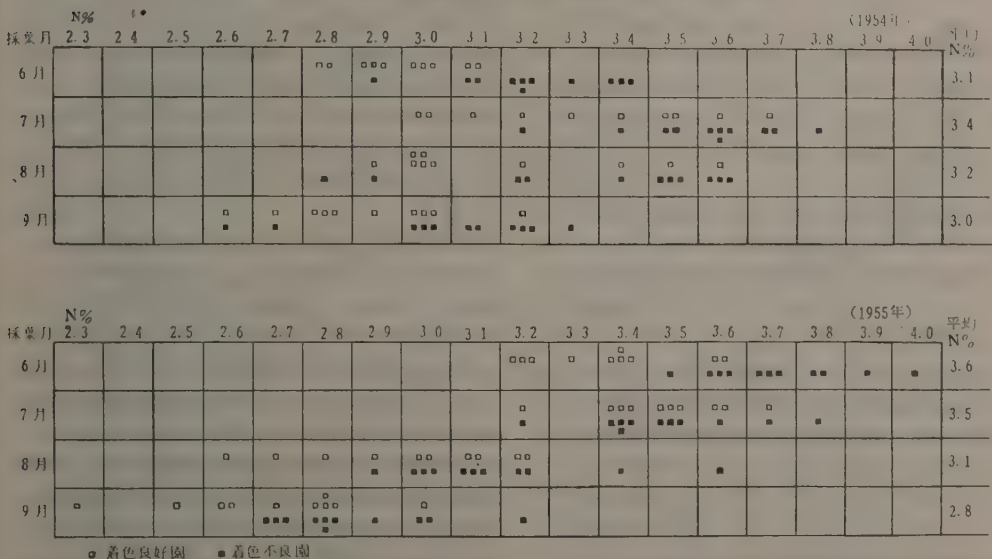 N%
(1954年
採葉月 2.3 2 4 2.5 2.6 2.7 2.8 2.9 3.0 3 1 3 2 3 3 3 4 3 5 3 6 3 7 3.8 3 9 4 0 N%
6月 3.1
7月 3 4
8月 3 2
9月 3.0
N%
(1955年)
採葉月 2.3 2 4 2.5 2.6 2.7 2 8 2 9 3 0 3 1 3.2 3 3 3.4 3.5 3.6 3.7 3 8 3.9 4.0 平均 N%
6月 3.6
7月 3.5
8月 3.1
9月 2.8
着色良好園 着色不良園